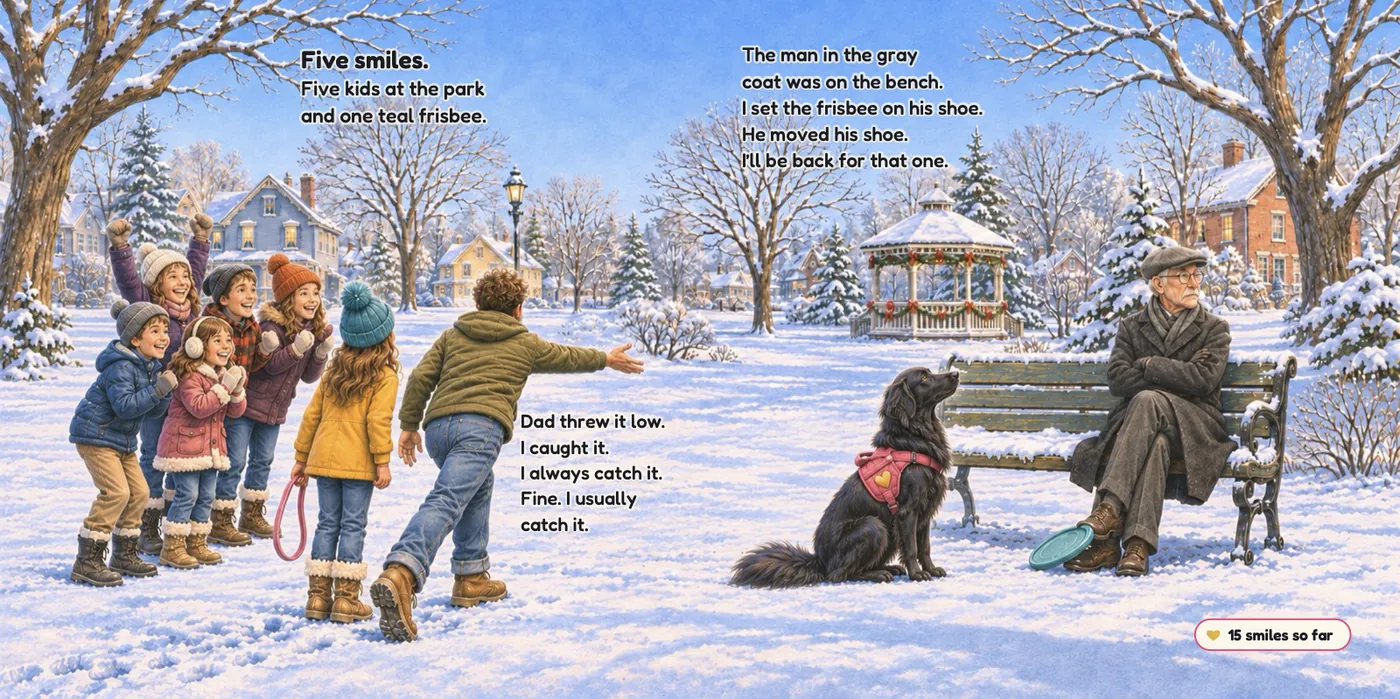 Five smiles.
Five kids at the park
and one teal frisbee.
Dad threw it low.
I caught it.
I always catch it.
Fine. I usually
catch it.
The man in the gray
coat was on the bench.
I set the frisbee on his shoe.
He moved his shoe.
I'll be back for that one.
15 smiles so far